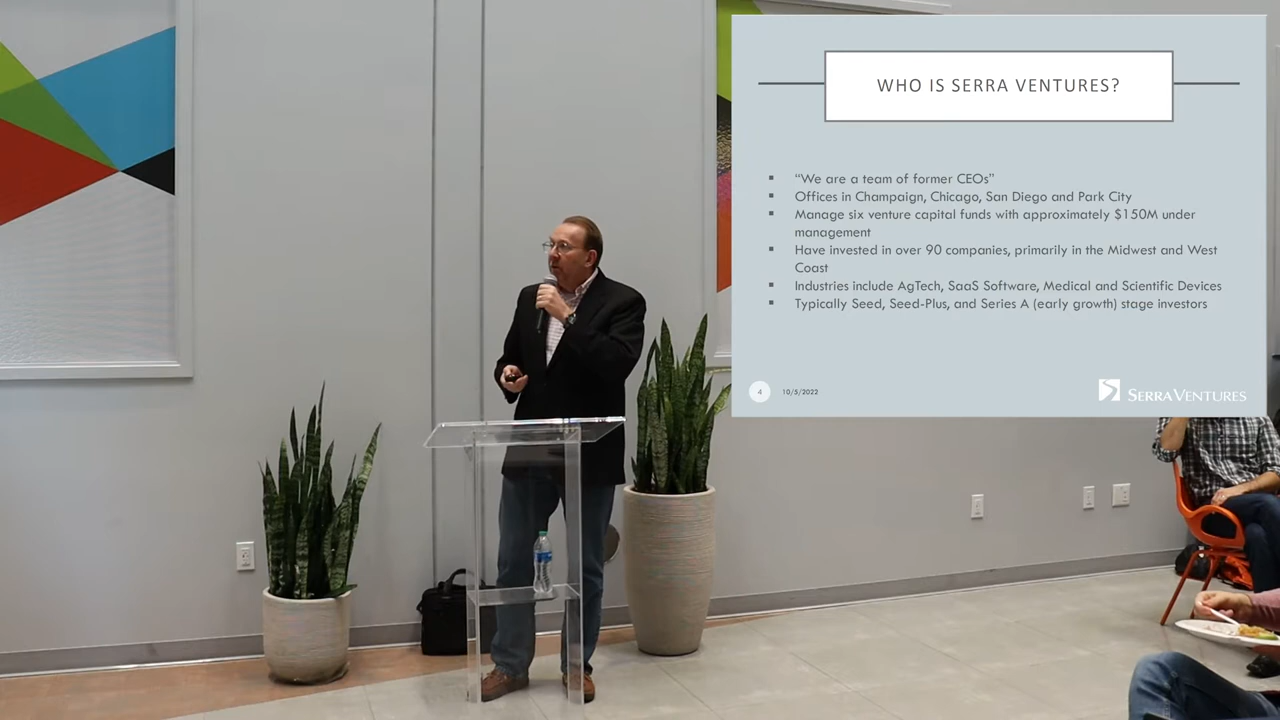 WHO IS SERRA VENTURES?
▪ “We are a team of former CEOs”
▪ Offices in Champaign, Chicago, San Diego and Park City
▪ Manage six venture capital funds with approximately $150M under
management
▪ Have invested in over 90 companies, primarily in the Midwest and West
Coast
▪ Industries include AgTech, SaaS Software, Medical and Scientific Devices
▪ Typically Seed, Seed-Plus, and Series A (early growth) stage investors
4 10/5/2022
SERRA VENTURES